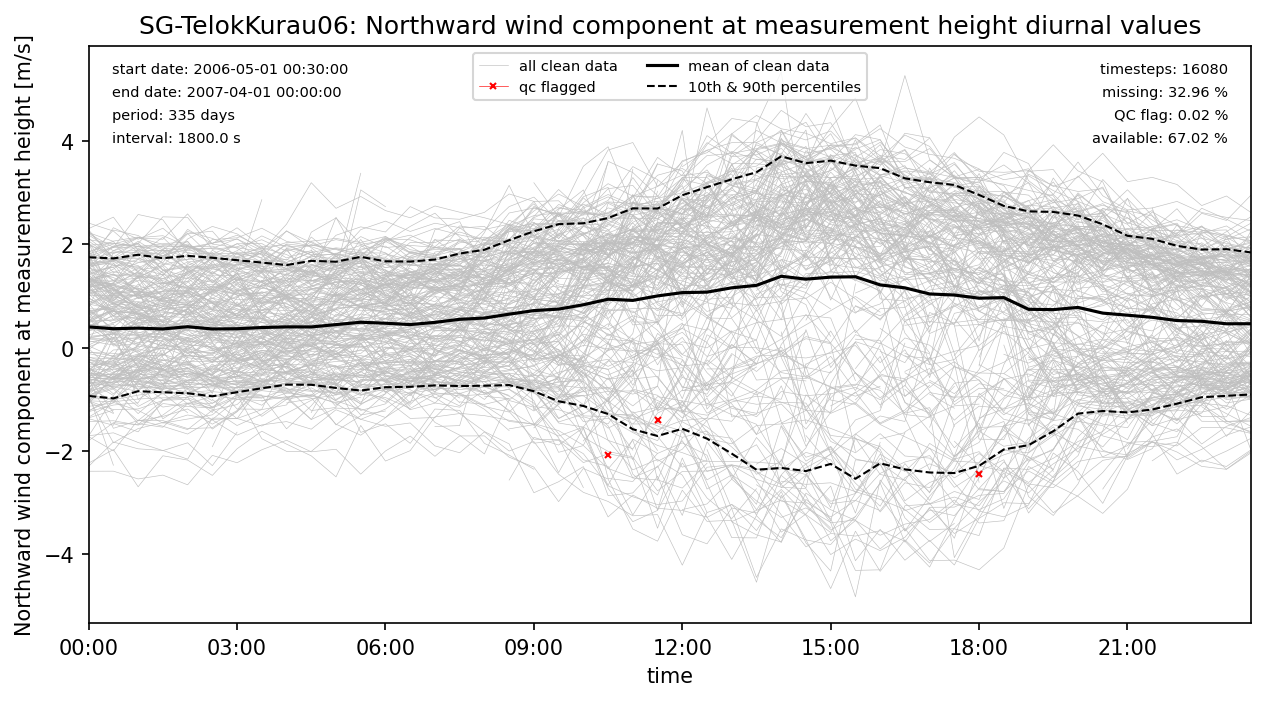 SG-TelokKurau06: Northward wind component at measurement height diurnal values
start date: 2006-05-01 00:30:00
end date: 2007-04-01 00:00:00
period: 335 days
interval: 1800.0 s
all clean data
qc flagged
mean of clean data
10th & 90th percentiles
timesteps: 16080
missing: 32.96 %
QC flag: 0.02 %
available: 67.02 %
Northward wind component at measurement height [m/s]
4
2
0
−2
−4
00:00 03:00 06:00 09:00 12:00 15:00 18:00 21:00
time